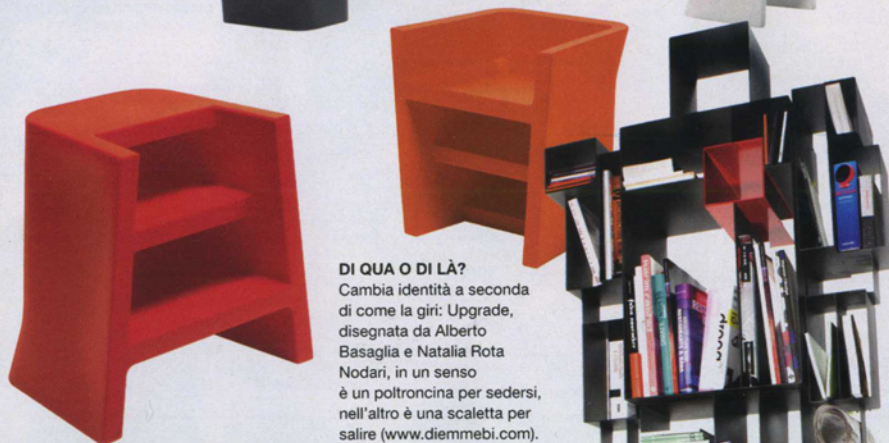 DI QUA O DI LÀ?
Cambia identità a seconda
di come la giri: Upgrade,
disegnata da Alberto
Basaglia e Natalia Rota
Nodari, in un senso
è un poltroncina per sedersi,
nell'altro è una scaletta per
salire (www.diemmebi.com).